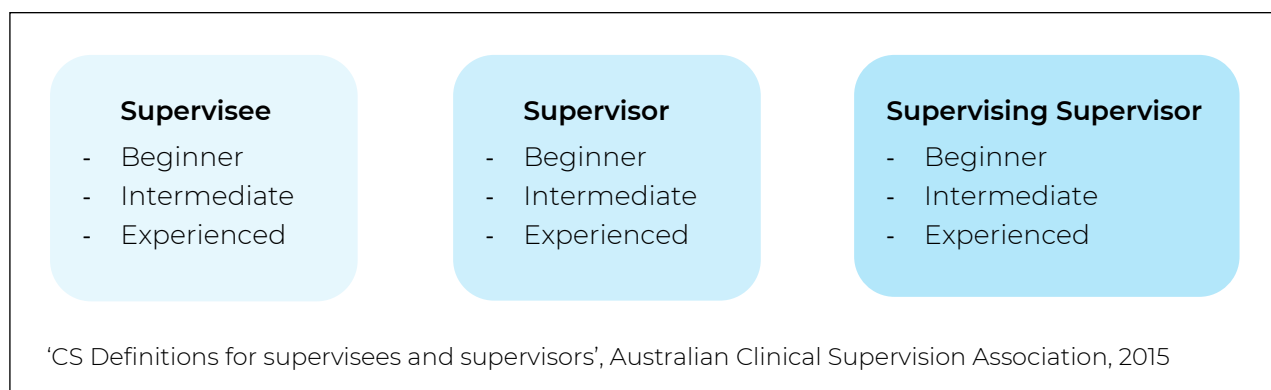 Supervisee
- Beginner
- Intermediate
- Experienced
Supervisor
- Beginner
- Intermediate
- Experienced
Supervising Supervisor
- Beginner
- Intermediate
- Experienced
‘CS Definitions for supervisees and supervisors’, Australian Clinical Supervision Association, 2015